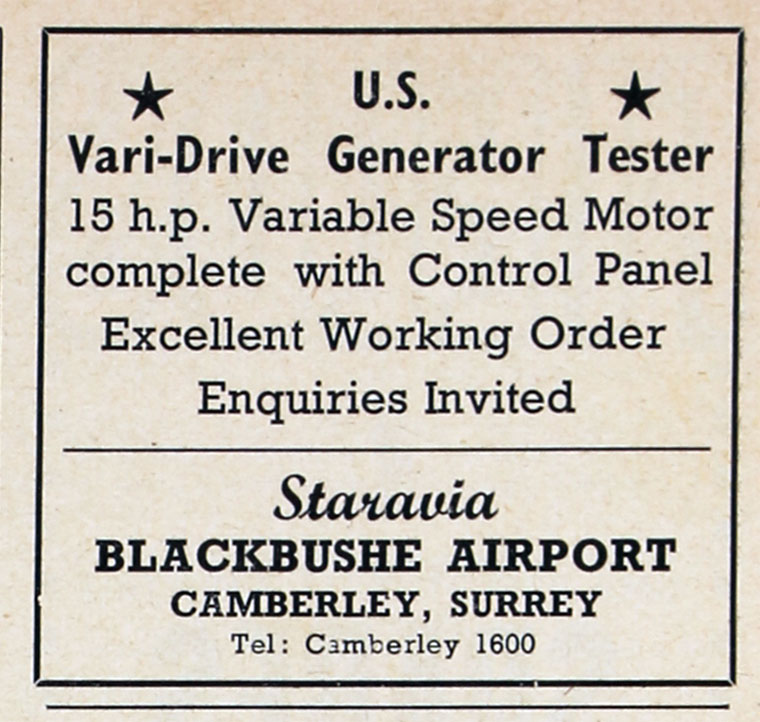 U.S.
Vari-Drive Generator Tester
15 h.p. Variable Speed Motor
complete with Control Panel
Excellent Working Order
Enquiries Invited
Staravia
BLACKBUSHE AIRPORT
CAMBERLEY, SURREY
Tel: Camberley 1600